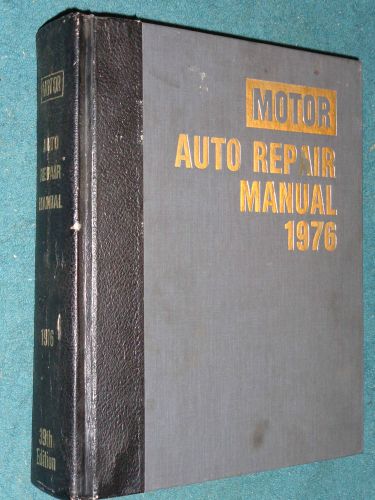 MOTOR
AUTO
REPAIR
MANUAL
1976
39th
Edition
MOTOR
AUTO REPAIR
MANUAL
1976